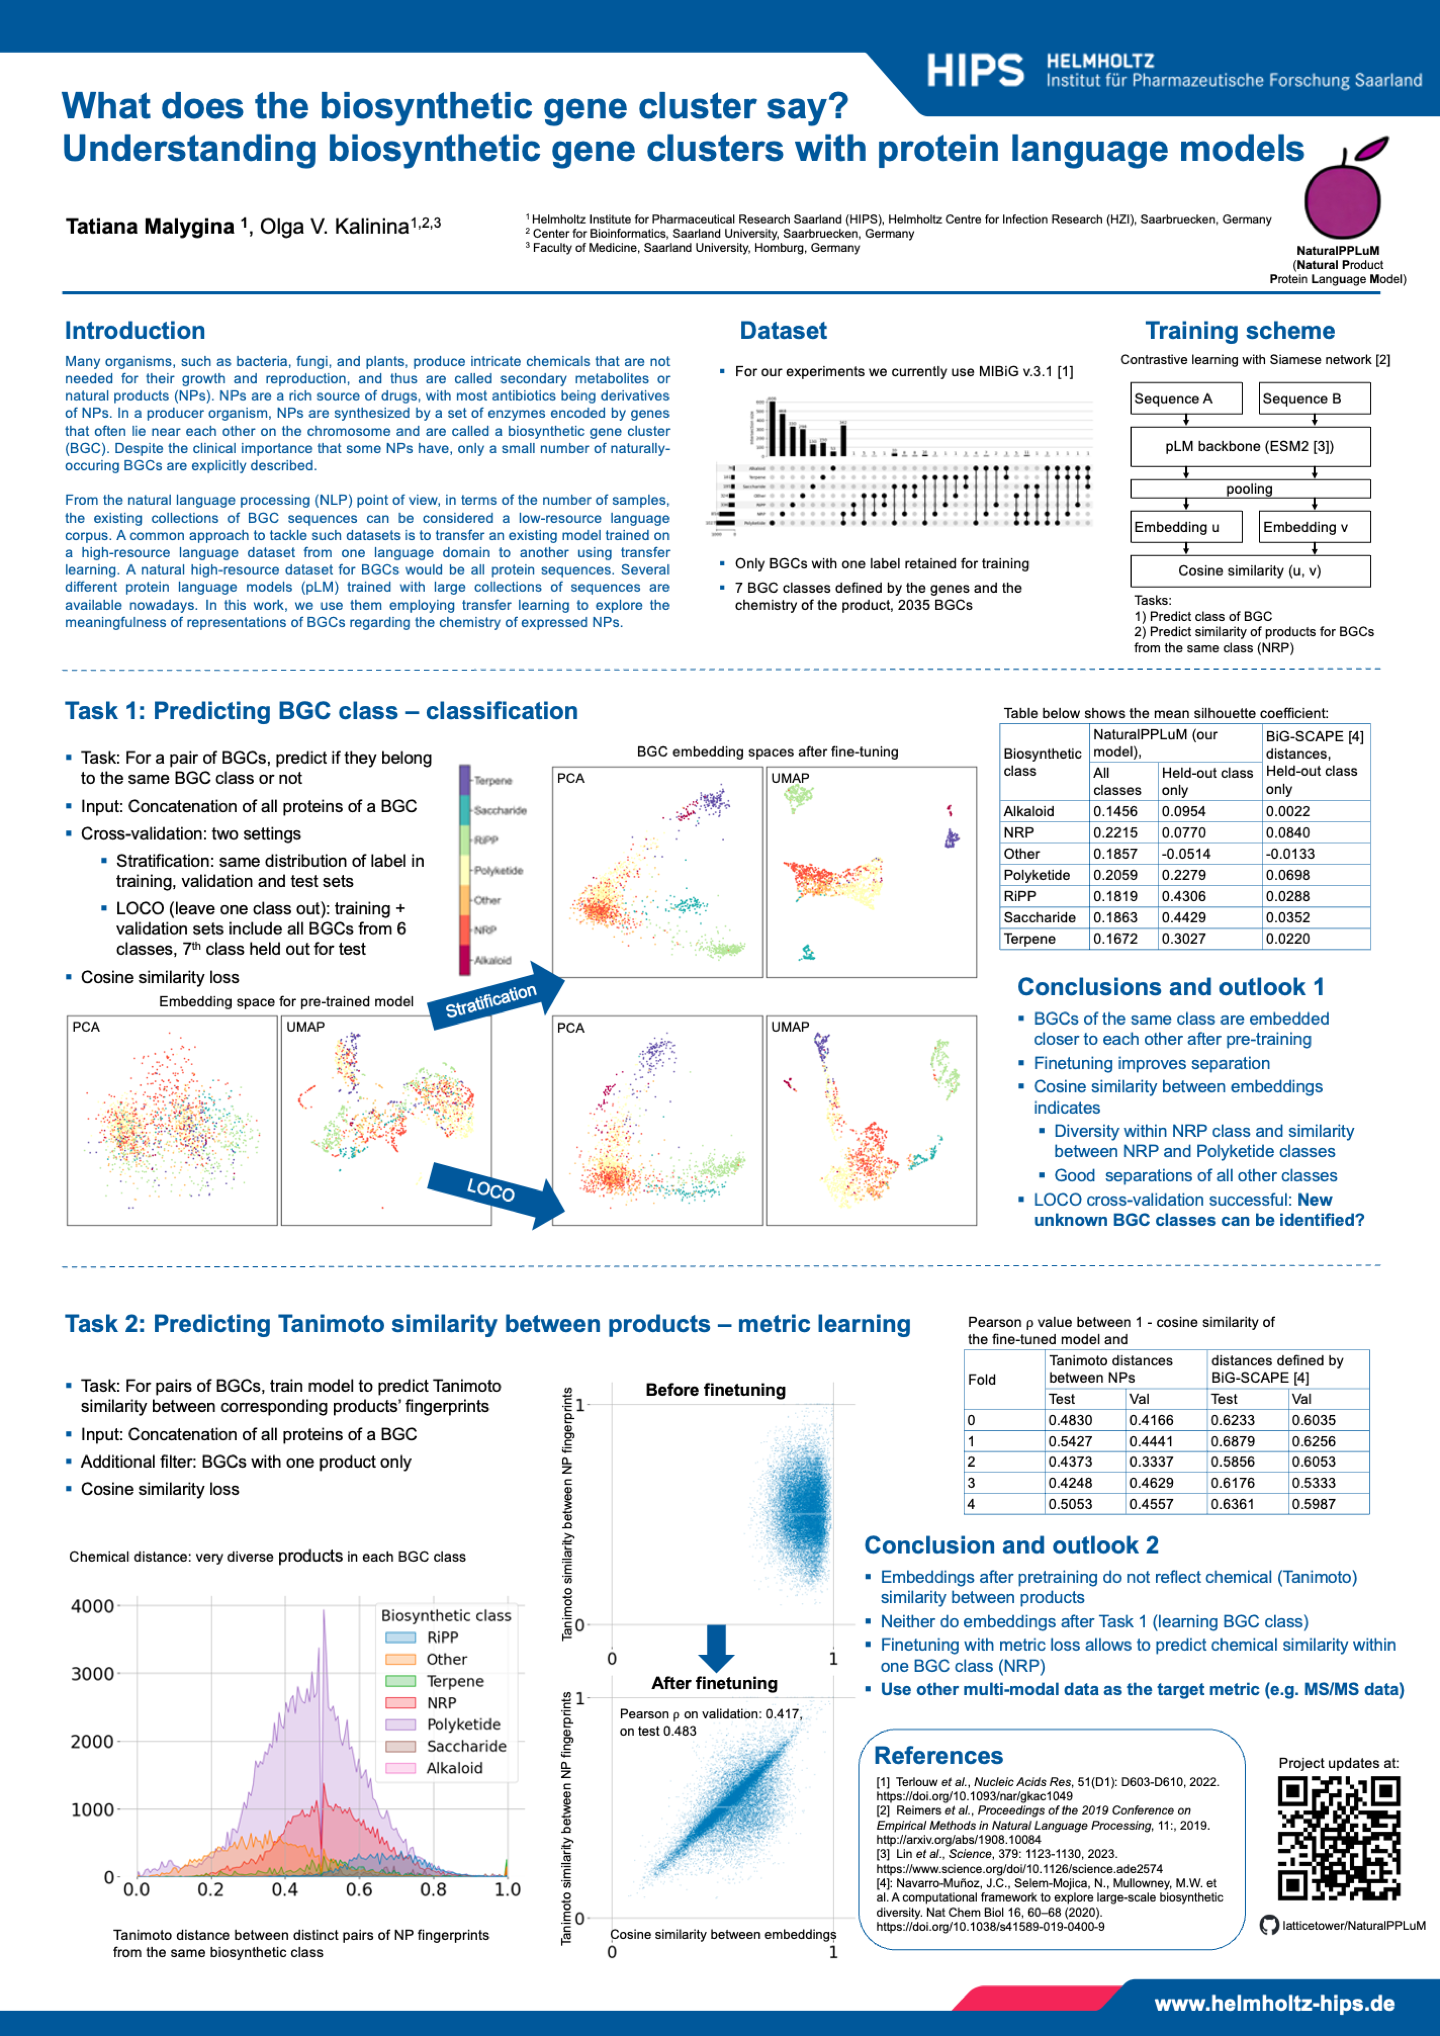 HIPS
HELMHOLTZ
Institut für Pharmazeutische Forschung Saarland
What does the biosynthetic gene cluster say?
Understanding biosynthetic gene clusters with protein language models
Tatiana Malygina 1, Olga V. Kalinina1,2,3
1 Helmholtz Institute for Pharmaceutical Research Saarland (HIPS), Helmholtz Centre for Infection Research (HZI), Saarbruecken, Germany
2 Center for Bioinformatics, Saarland University, Saarbruecken, Germany
3 Faculty of Medicine, Saarland University, Homburg, Germany
NaturalPPLuM
(Natural Product
Protein Language Model)
Introduction
Many organisms, such as bacteria, fungi, and plants, produce intricate chemicals that are not
needed for their growth and reproduction, and thus are called secondary metabolites or
natural products (NPs). NPs are a rich source of drugs, with most antibiotics being derivatives
of NPs. In a producer organism, NPs are synthesized by a set of enzymes encoded by genes
that often lie near each other on the chromosome and are called a biosynthetic gene cluster
(BGC). Despite the clinical importance that some NPs have, only a small number of naturally-
occuring BGCs are explicitly described.
From the natural language processing (NLP) point of view, in terms of the number of samples,
the existing collections of BGC sequences can be considered a low-resource language
corpus. A common approach to tackle such datasets is to transfer an existing model trained on
a high-resource language dataset from one language domain to another using transfer
learning. A natural high-resource dataset for BGCs would be all protein sequences. Several
different protein language models (pLM) trained with large collections of sequences are
available nowadays. In this work, we use them employing transfer learning to explore the
meaningfulness of representations of BGCs regarding the chemistry of expressed NPs.
Dataset
▪ For our experiments we currently use MIBiG v.3.1 [1]
Alkaloid
Terpene
Saccharide
Other
RiPP
NRP
Polyketide
▪ Only BGCs with one label retained for training
▪ 7 BGC classes defined by the genes and the
chemistry of the product, 2035 BGCs
Training scheme
Contrastive learning with Siamese network [2]
Sequence A
Sequence B
pLM backbone (ESM2 [3])
pooling
Embedding u
Embedding v
Cosine similarity (u, v)
Tasks:
1) Predict class of BGC
2) Predict similarity of products for BGCs
from the same class (NRP)
Task 1: Predicting BGC class – classification
▪ Task: For a pair of BGCs, predict if they belong
to the same BGC class or not
▪ Input: Concatenation of all proteins of a BGC
▪ Cross-validation: two settings
▪ Stratification: same distribution of label in
training, validation and test sets
▪ LOCO (leave one class out): training +
validation sets include all BGCs from 6
classes, 7th class held out for test
▪ Cosine similarity loss
Embedding space for pre-trained model
PCA
UMAP
Terpene
Saccharide
RiPP
Polyketide
Other
NRP
Alkaloid
Stratification
LOCO
BGC embedding spaces after fine-tuning
PCA
UMAP
PCA
UMAP
Table below shows the mean silhouette coefficient:
Biosynthetic class NaturalPPLuM (our model), BiG-SCAPE [4] distances, Held-out class only
All classes Held-out class only
Alkaloid 0.1456 0.0954 0.0022
NRP 0.2215 0.0770 0.0840
Other 0.1857 -0.0514 -0.0133
Polyketide 0.2059 0.2279 0.0698
RiPP 0.1819 0.4306 0.0288
Saccharide 0.1863 0.4429 0.0352
Terpene 0.1672 0.3027 0.0220
Conclusions and outlook 1
▪ BGCs of the same class are embedded
closer to each other after pre-training
▪ Finetuning improves separation
▪ Cosine similarity between embeddings
indicates
▪ Diversity within NRP class and similarity
between NRP and Polyketide classes
▪ Good separations of all other classes
▪ LOCO cross-validation successful: New
unknown BGC classes can be identified?
Task 2: Predicting Tanimoto similarity between products – metric learning
▪ Task: For pairs of BGCs, train model to predict Tanimoto
similarity between corresponding products' fingerprints
▪ Input: Concatenation of all proteins of a BGC
▪ Additional filter: BGCs with one product only
▪ Cosine similarity loss
Chemical distance: very diverse products in each BGC class
4000
3000
2000
1000
0
0.0 0.2 0.4 0.6 0.8 1.0
Biosynthetic class
RiPP
Other
Terpene
NRP
Polyketide
Saccharide
Alkaloid
Tanimoto distance between distinct pairs of NP fingerprints
from the same biosynthetic class
Before finetuning
Tanimoto similarity between NP fingerprints
1
0
0 1
After finetuning
Tanimoto similarity between NP fingerprints
1
Pearson ρ on validation: 0.417,
on test 0.483
0
Cosine similarity between embeddings
0 1
Pearson ρ value between 1 - cosine similarity of
the fine-tuned model and
Fold Tanimoto distances between NPs distances defined by BiG-SCAPE [4]
Test Val Test Val
0 0.4830 0.4166 0.6233 0.6035
1 0.5427 0.4441 0.6879 0.6256
2 0.4373 0.3337 0.5856 0.6053
3 0.4248 0.4629 0.6176 0.5333
4 0.5053 0.4557 0.6361 0.5987
Conclusion and outlook 2
▪ Embeddings after pretraining do not reflect chemical (Tanimoto)
similarity between products
▪ Neither do embeddings after Task 1 (learning BGC class)
▪ Finetuning with metric loss allows to predict chemical similarity within
one BGC class (NRP)
▪ Use other multi-modal data as the target metric (e.g. MS/MS data)
References
[1] Terlouw et al., Nucleic Acids Res, 51(D1): D603-D610, 2022.
https://doi.org/10.1093/nar/gkac1049
[2] Reimers et al., Proceedings of the 2019 Conference on
Empirical Methods in Natural Language Processing, 11:, 2019.
http://arxiv.org/abs/1908.10084
[3] Lin et al., Science, 379: 1123-1130, 2023.
https://www.science.org/doi/10.1126/science.ade2574
[4]: Navarro-Muñoz, J.C., Selem-Mojica, N., Mullowney, M.W. et
al. A computational framework to explore large-scale biosynthetic
diversity. Nat Chem Biol 16, 60–68 (2020).
https://doi.org/10.1038/s41589-019-0400-9
Project updates at:
latticetower/NaturalPPLuM
www.helmholtz-hips.de